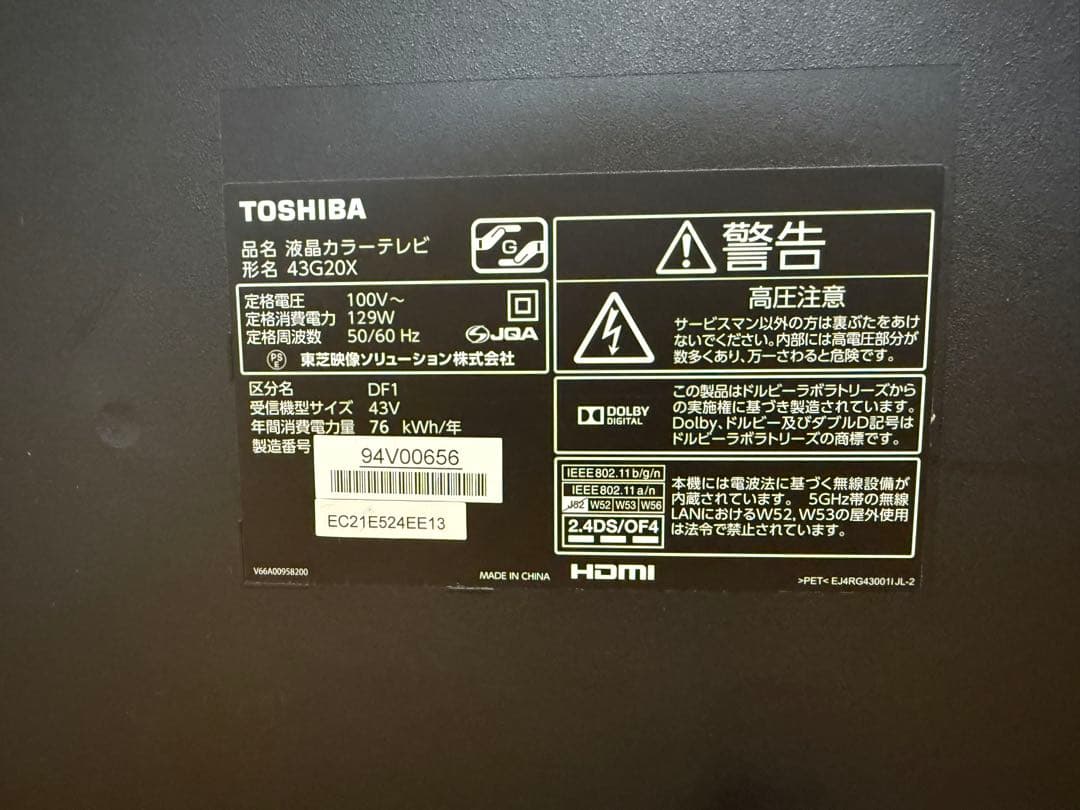 TOSHIBA
品名 液晶カラーテレビ
形名 43G20X
G
定格電圧 100V～
定格消費電力 129W
定格周波数 50/60 Hz
JQA
PSE 東芝映像ソリューション株式会社
区分名 DF1
受信機型サイズ 43V
年間消費電力量 76 kWh/年
製造番号
94V00656
EC21E524EE13
V66A00958200
MADE IN CHINA
警告
高圧注意
サービスマン以外の方は裏ぶたをあけ
ないでください。内部には高電圧部分が
数多くあり、万一さわると危険です。
DOLBY
DIGITAL
この製品はドルビーラボラトリーズから
の実施権に基づき製造されています。
Dolby、ドルビー及びダブルD記号は
ドルビーラボラトリーズの商標です。
IEEE802.11b/g/n
IEEE802.11a/n
J52 W52 W53 W56
2.4DS/OF4
本機には電波法に基づく無線設備が
内蔵されています。 5GHz帯の無線
LANにおけるW52, W53の屋外使用
は法令で禁止されています。
HDMI
>PET< EJ4RG43001I JL-2